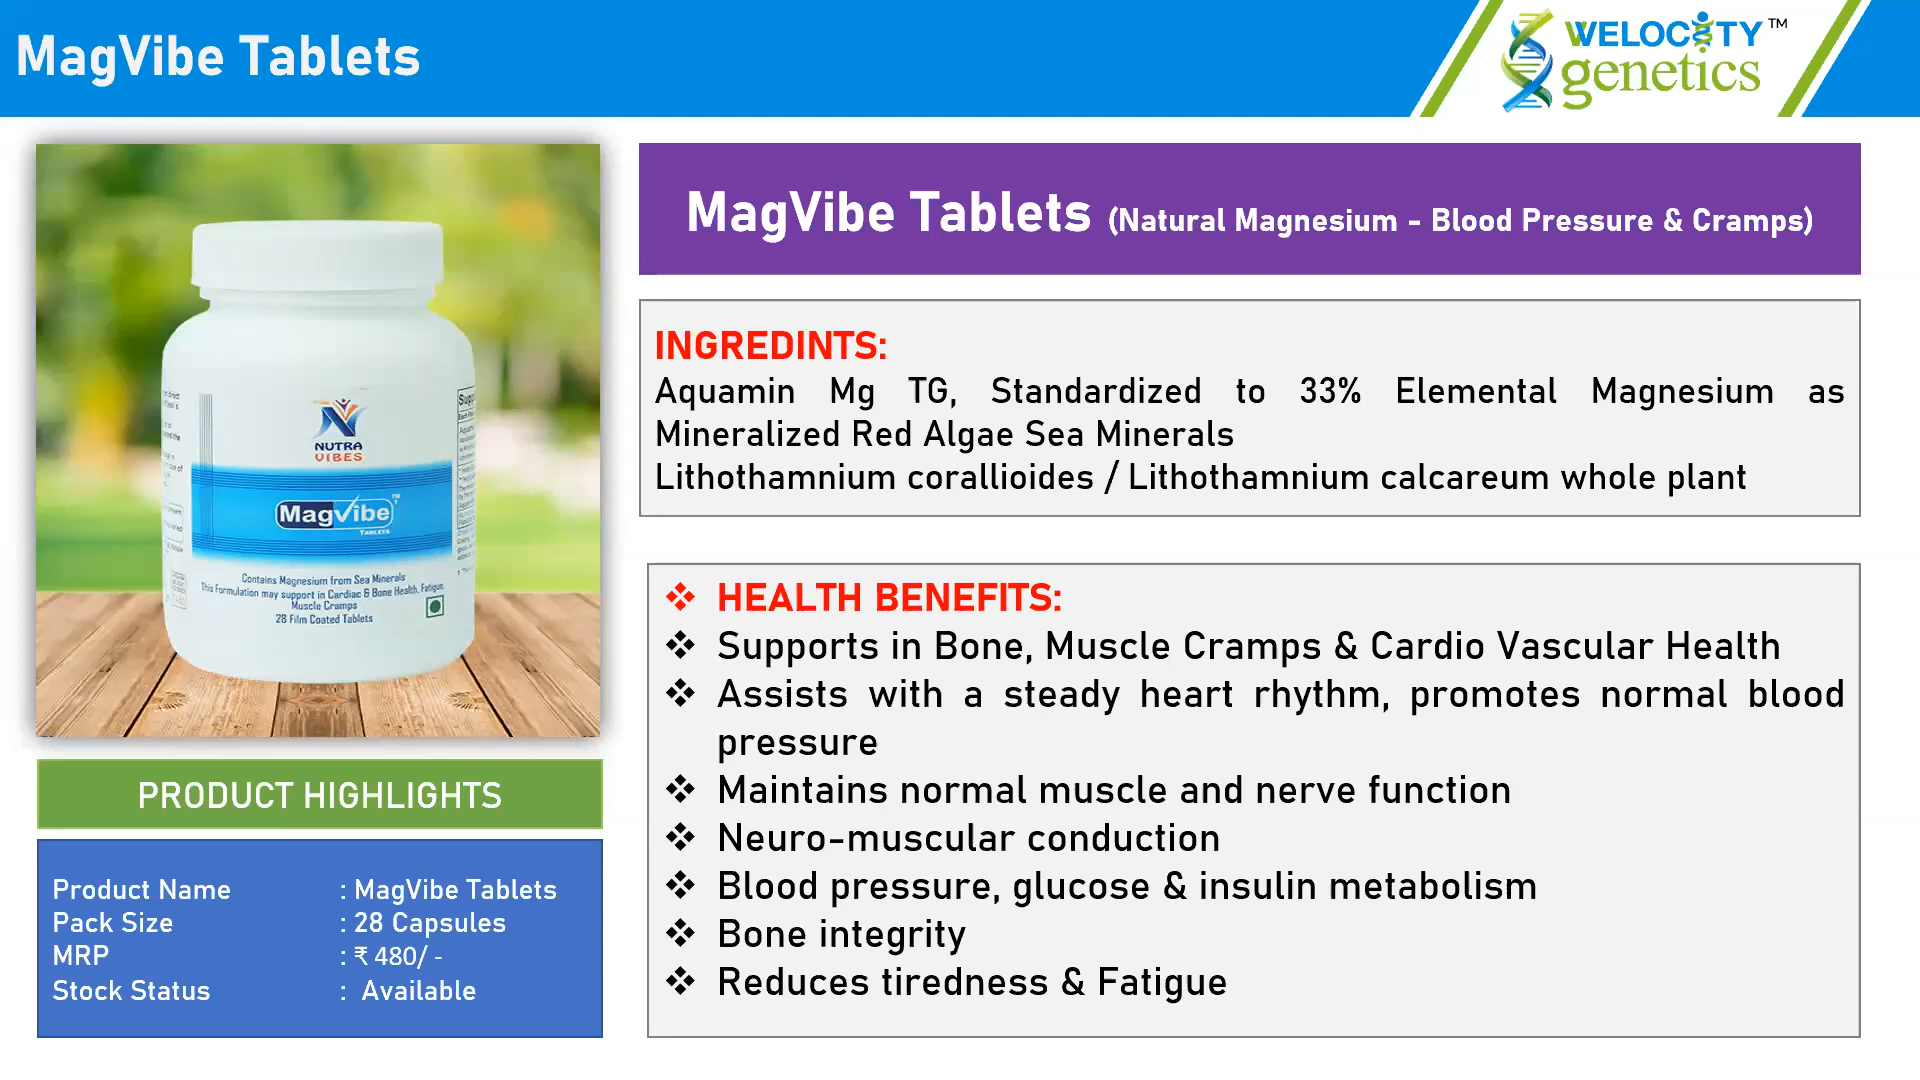 MagVibe Tablets
WELOCITY TM
genetics
MagVibe Tablets (Natural Magnesium - Blood Pressure & Cramps)
INGREDINTS:
Aquamin Mg TG, Standardized to 33% Elemental Magnesium as
Mineralized Red Algae Sea Minerals
Lithothamnium corallioides / Lithothamnium calcareum whole plant
NUTRA
VIBES
MagVibe TM
TABLETS
Contains Magnesium from Sea Minerals
This Formulation may support in Cardiac & Bone Health, Fatigue,
Muscle Cramps
28 Film Coated Tablets
HEALTH BENEFITS:
Supports in Bone, Muscle Cramps & Cardio Vascular Health
Assists with a steady heart rhythm, promotes normal blood
pressure
Maintains normal muscle and nerve function
Neuro-muscular conduction
Blood pressure, glucose & insulin metabolism
Bone integrity
Reduces tiredness & Fatigue
PRODUCT HIGHLIGHTS
Product Name : MagVibe Tablets
Pack Size : 28 Capsules
MRP : ₹ 480/ -
Stock Status : Available